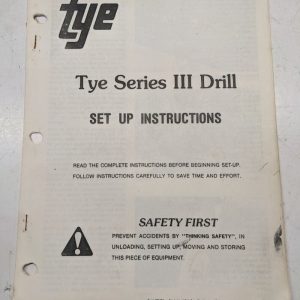 tye
Tye Series III Drill
SET UP INSTRUCTIONS
READ THE COMPLETE INSTRUCTIONS BEFORE BEGINNING SET-UP.
FOLLOW INSTRUCTIONS CAREFULLY TO SAVE TIME AND EFFORT.
SAFETY FIRST
PREVENT ACCIDENTS BY "THINKING SAFETY", IN
UNLOADING, SETTING UP, MOVING AND STORING
THIS PIECE OF EQUIPMENT.